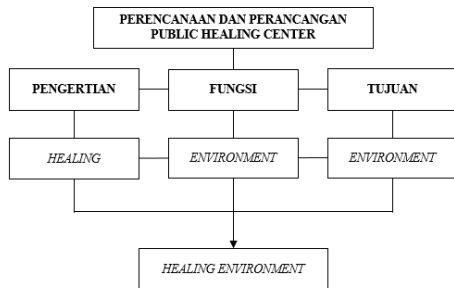 PERENCANAAN DAN PERANCANGAN
PUBLIC HEALING CENTER
PENGERTIAN
FUNGSI
TUJUAN
HEALING
ENVIRONMENT
ENVIRONMENT
HEALING ENVIRONMENT